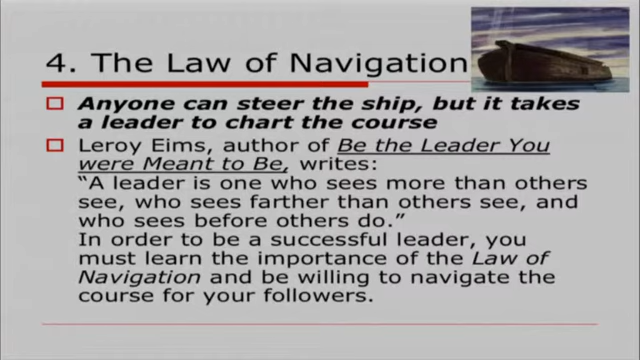 4. The Law of Navigation
Anyone can steer the ship, but it takes
a leader to chart the course
Leroy Eims, author of Be the Leader You
were Meant to Be, writes:
“A leader is one who sees more than others
see, who sees farther than others see, and
who sees before others do.”
In order to be a successful leader, you
must learn the importance of the Law of
Navigation and be willing to navigate the
course for your followers.